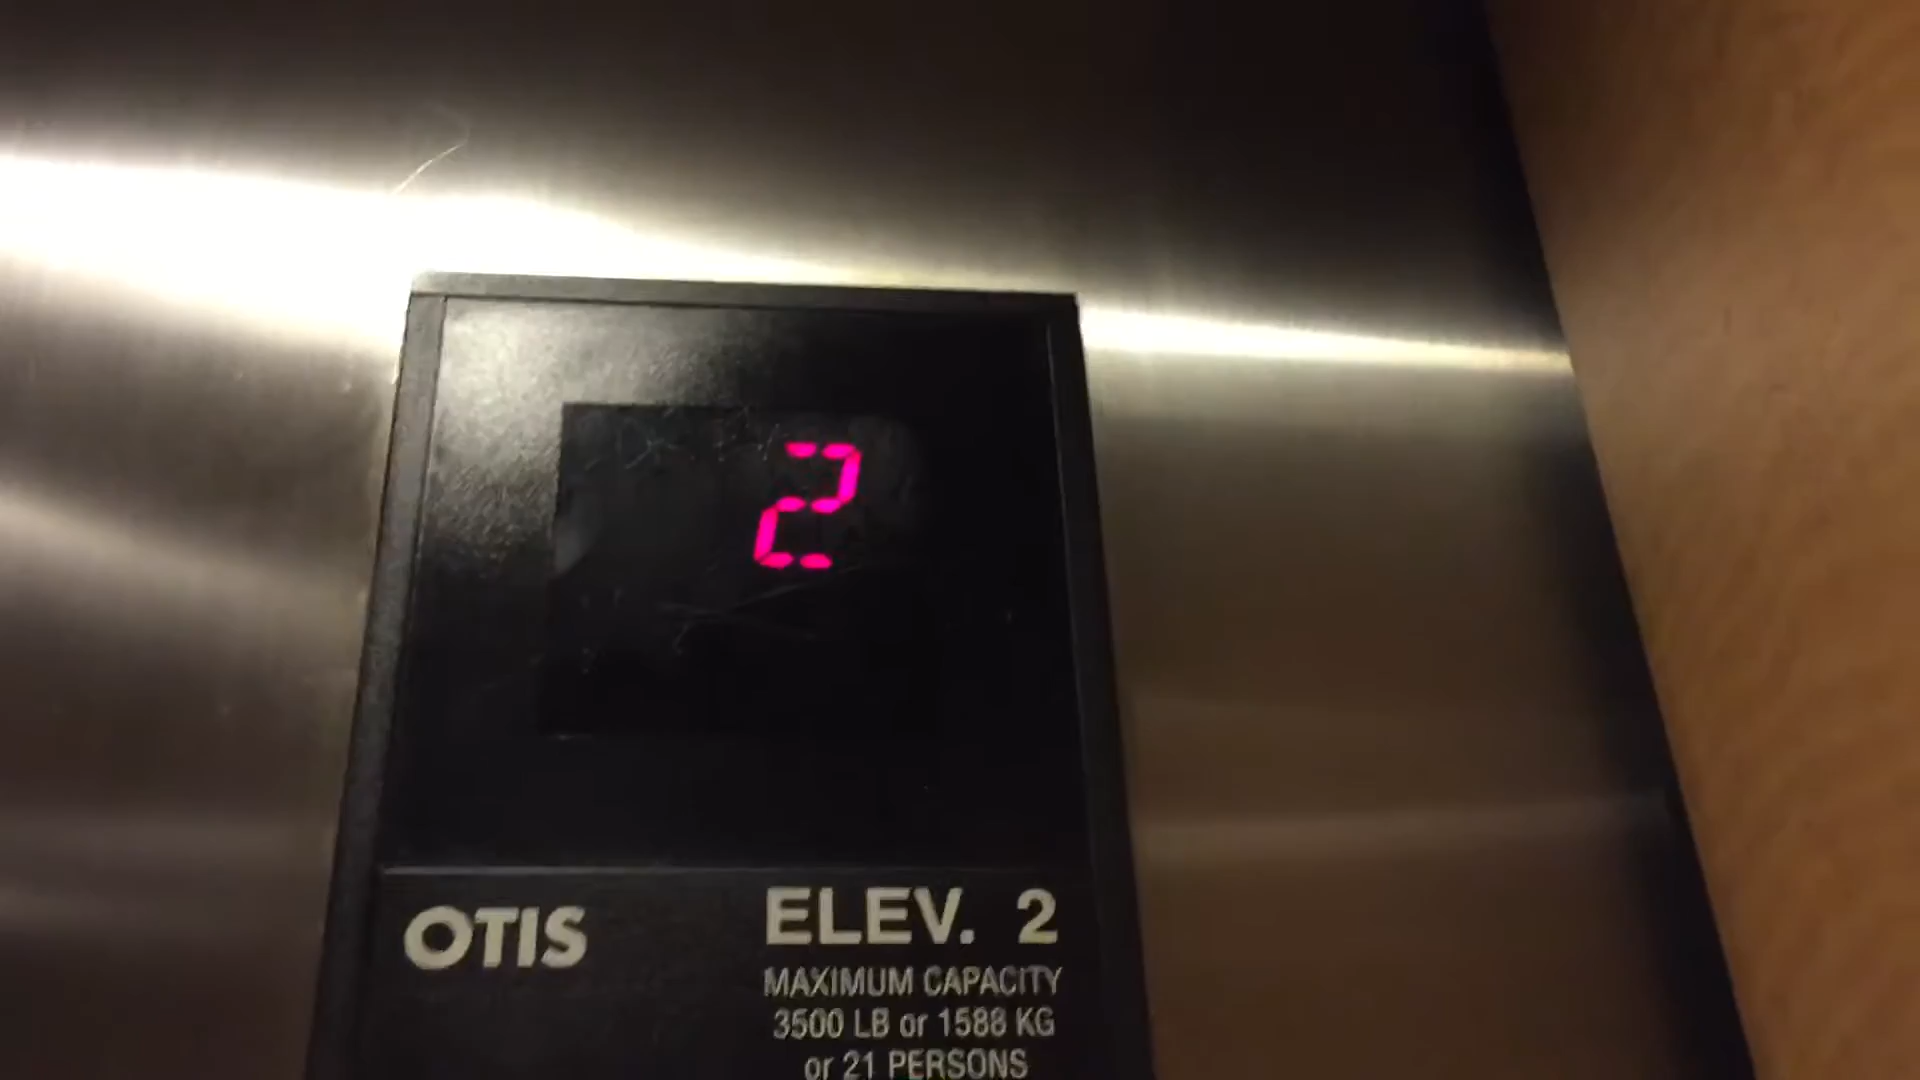 2
OTIS
ELEV. 2
MAXIMUM CAPACITY
3500 LB or 1588 KG
or 21 PERSONS